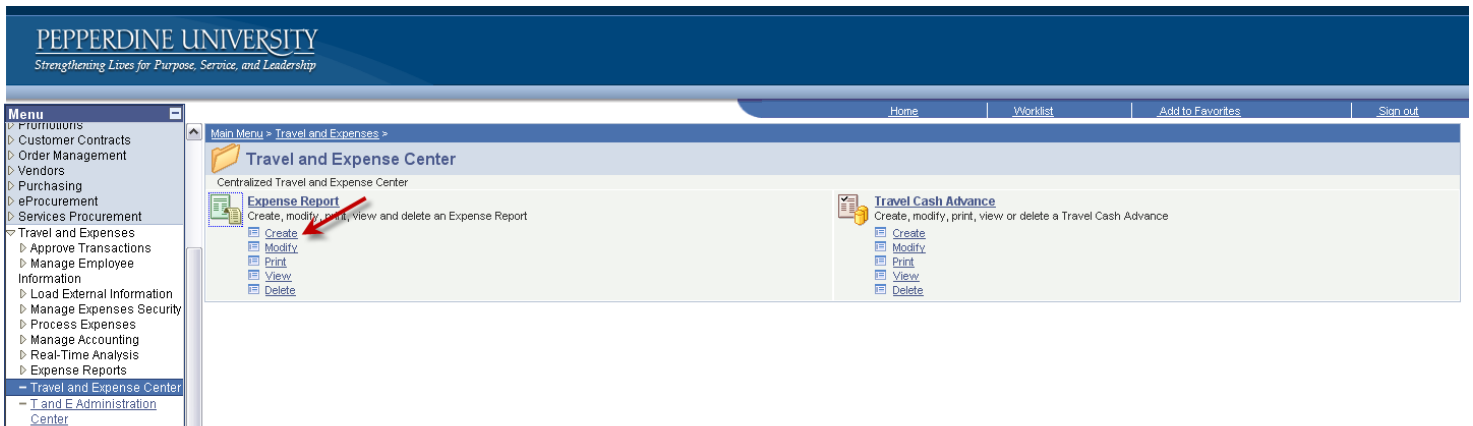 PEPPERDINE UNIVERSITY
Strengthening Lives for Purpose, Service, and Leadership
Home
Worklist
Add to Favorites
Sign out
Menu
Promotions
Customer Contracts
Order Management
Vendors
Purchasing
eProcurement
Services Procurement
Travel and Expenses
Approve Transactions
Manage Employee
Information
Load External Information
Manage Expenses Security
Process Expenses
Manage Accounting
Real-Time Analysis
Expense Reports
Travel and Expense Center
T and E Administration
Center
Main Menu > Travel and Expenses >
Travel and Expense Center
Centralized Travel and Expense Center
Expense Report
Create, modify, print, view and delete an Expense Report
Create
Modify
Print
View
Delete
Travel Cash Advance
Create, modify, print, view or delete a Travel Cash Advance
Create
Modify
Print
View
Delete